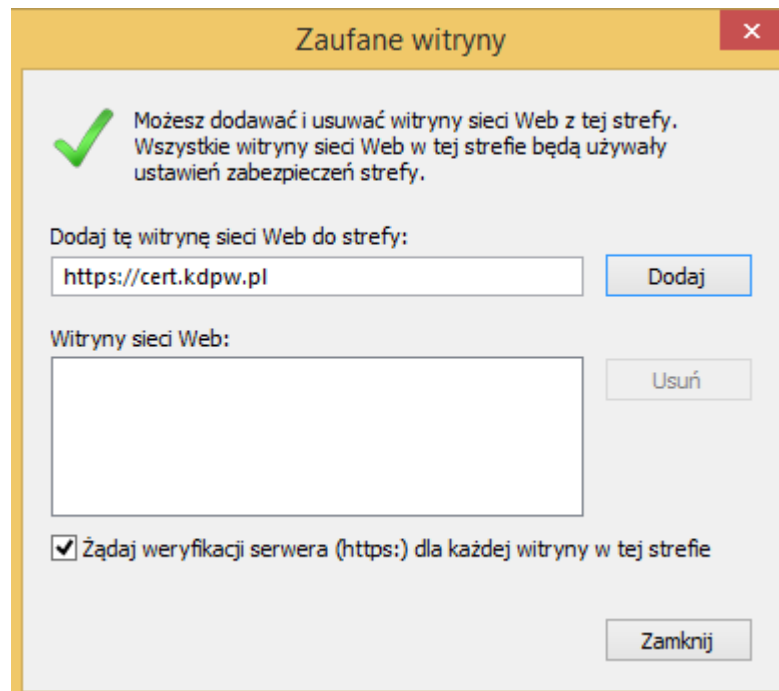 Zaufane witryny
Możesz dodawać i usuwać witryny sieci Web z tej strefy.
Wszystkie witryny sieci Web w tej strefie będą używały
ustawień zabezpieczeń strefy.
Dodaj tę witrynę sieci Web do strefy:
https://cert.kdpw.pl
Dodaj
Witryny sieci Web:
Usuń
Żądaj weryfikacji serwera (https:) dla każdej witryny w tej strefie
Zamknij